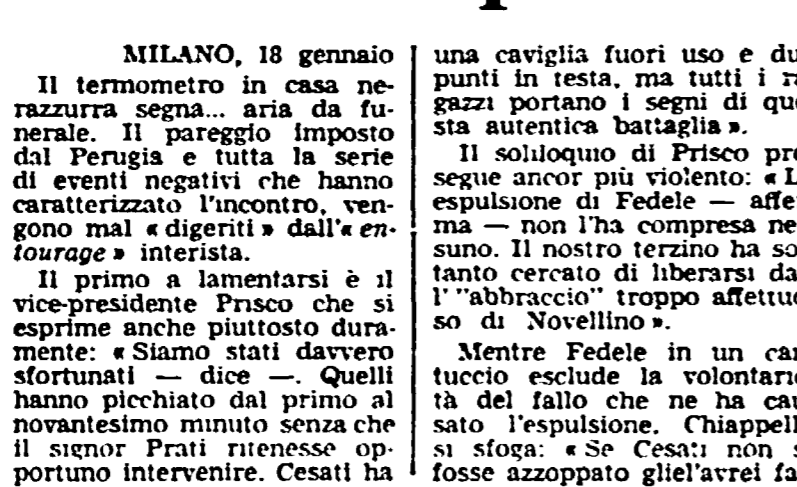 MILANO, 18 gennaio
Il termometro in casa ne-
razzurra segna... aria da fu-
nerale. Il pareggio imposto
dal Perugia e tutta la serie
di eventi negativi che hanno
caratterizzato l'incontro, ven-
gono mal « digeriti » dall'« en-
tourage » interista.
Il primo a lamentarsi è il
vice-presidente Prisco che si
esprime anche piuttosto dura-
mente: « Siamo stati davvero
sfortunati — dice —. Quelli
hanno picchiato dal primo al
novantesimo minuto senza che
il signor Prati ritenesse op-
portuno intervenire. Cesati ha
una caviglia fuori uso e du
punti in testa, ma tutti i ra
gazzi portano i segni di que
sta autentica battaglia ».
Il soliloquio di Prisco pro
segue ancor più violento: « L
espulsione di Fedele — affe
ma — non l'ha compresa ne
suno. Il nostro terzino ha so
tanto cercato di liberarsi da
l' "abbraccio" troppo affettu
so di Novellino ».
Mentre Fedele in un can
tuccio esclude la volontari
tà del fallo che ne ha cau
sato l'espulsione, Chiappell
si sfoga: « Se Cesati non s
fosse azzoppato gliel'avrei fa